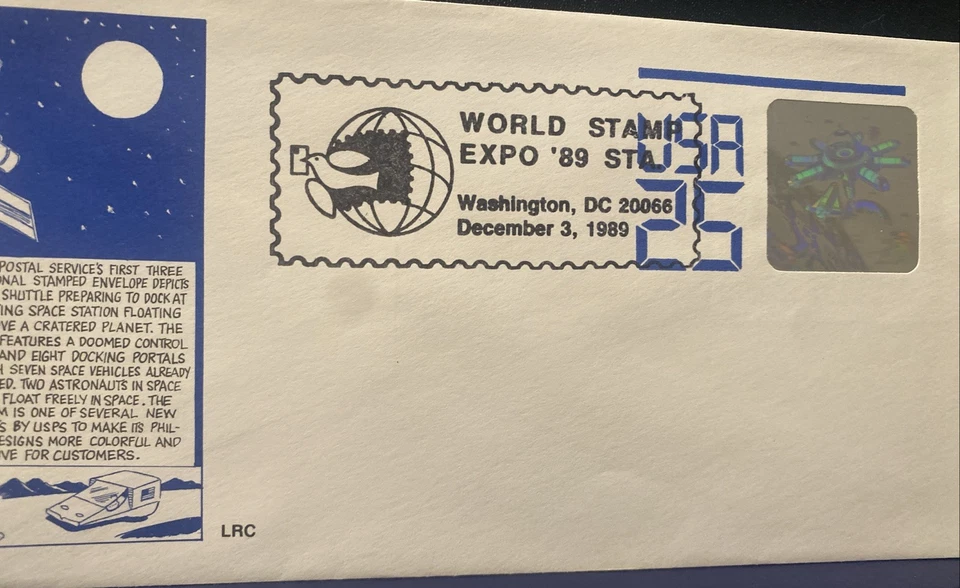 POSTAL SERVICE'S FIRST THREE
ONAL STAMPED ENVELOPE DEPICTS
SHUTTLE PREPARING TO DOCK AT
ING SPACE STATION FLOATING
VE A CRATERED PLANET. THE
FEATURES A DOOMED CONTROL
AND EIGHT DOCKING PORTALS
H SEVEN SPACE VEHICLES ALREADY
ED. TWO ASTRONAUTS IN SPACE
FLOAT FREELY IN SPACE. THE
M IS ONE OF SEVERAL NEW
S BY USPS TO MAKE ITS PHIL-
ESIGNS MORE COLORFUL AND
IVE FOR CUSTOMERS.
LRC
WORLD STAMP
EXPO '89 STA.
Washington, DC 20066
December 3, 1989
USA
25